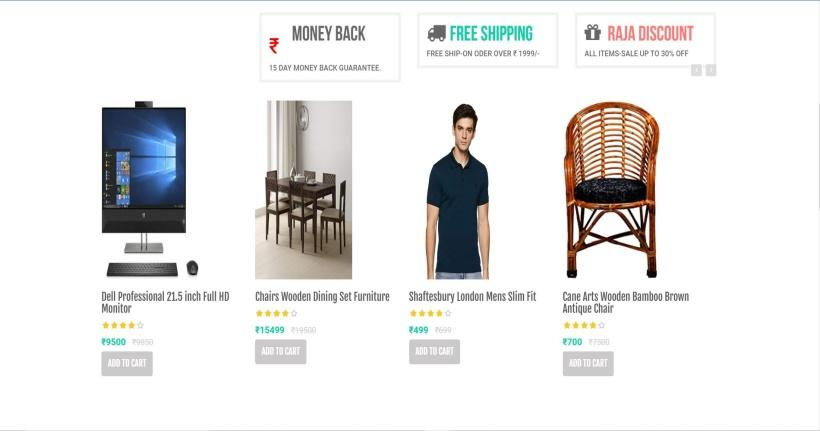 MONEY BACK
₹
15 DAY MONEY BACK GUARANTEE.
FREE SHIPPING
FREE SHIP-ON ODER OVER ₹ 1999/-
RAJA DISCOUNT
ALL ITEMS-SALE UP TO 30% OFF
Dell Professional 21.5 inch Full HD
Monitor
₹9500 ₹9850
ADD TO CART
Chairs Wooden Dining Set Furniture
₹15499 ₹19500
ADD TO CART
Shaftesbury London Mens Slim Fit
₹499 ₹699
ADD TO CART
Cane Arts Wooden Bamboo Brown
Antique Chair
₹700 ₹7500
ADD TO CART